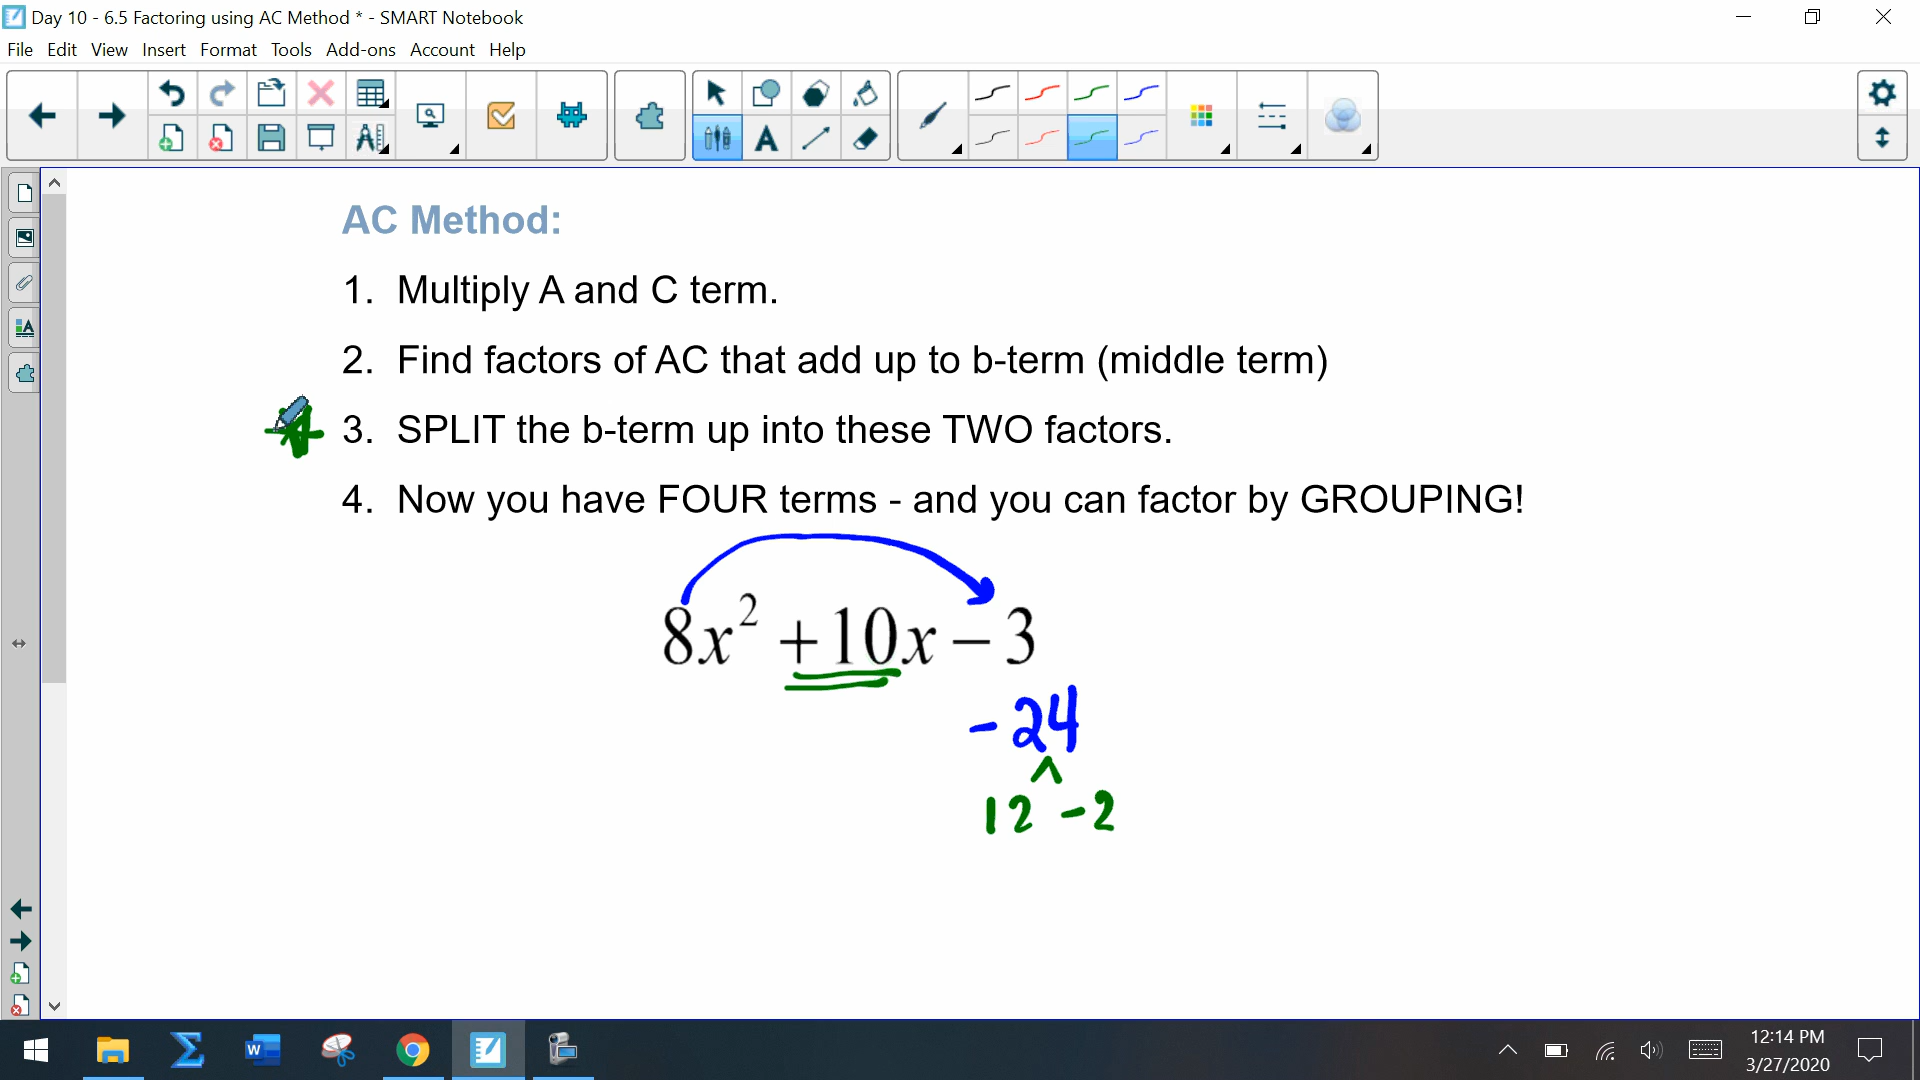 Day 10 - 6.5 Factoring using AC Method * - SMART Notebook
File Edit View Insert Format Tools Add-ons Account Help
AC Method:
1. Multiply A and C term.
2. Find factors of AC that add up to b-term (middle term)
3. SPLIT the b-term up into these TWO factors.
4. Now you have FOUR terms - and you can factor by GROUPING!
8x² +10x − 3
- 24
12 -2
12:14 PM
3/27/2020